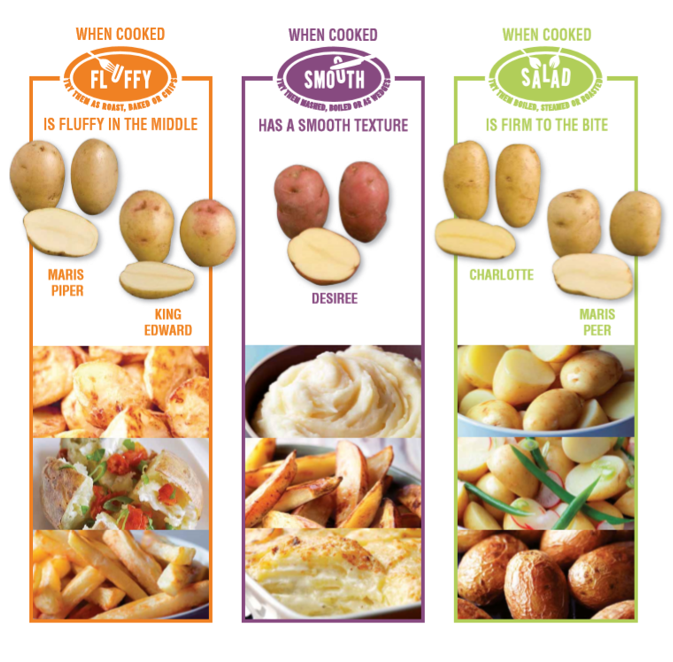 WHEN COOKED
FLUFFY
TRY THEM AS ROAST, BAKED OR CHIPS
IS FLUFFY IN THE MIDDLE
MARIS
PIPER
KING
EDWARD
WHEN COOKED
SMOOTH
TRY THEM MASHED, BOILED OR AS WEDGES
HAS A SMOOTH TEXTURE
DESIREE
WHEN COOKED
SALAD
TRY THEM BOILED, STEAMED OR ROASTED
IS FIRM TO THE BITE
CHARLOTTE
MARIS
PEER